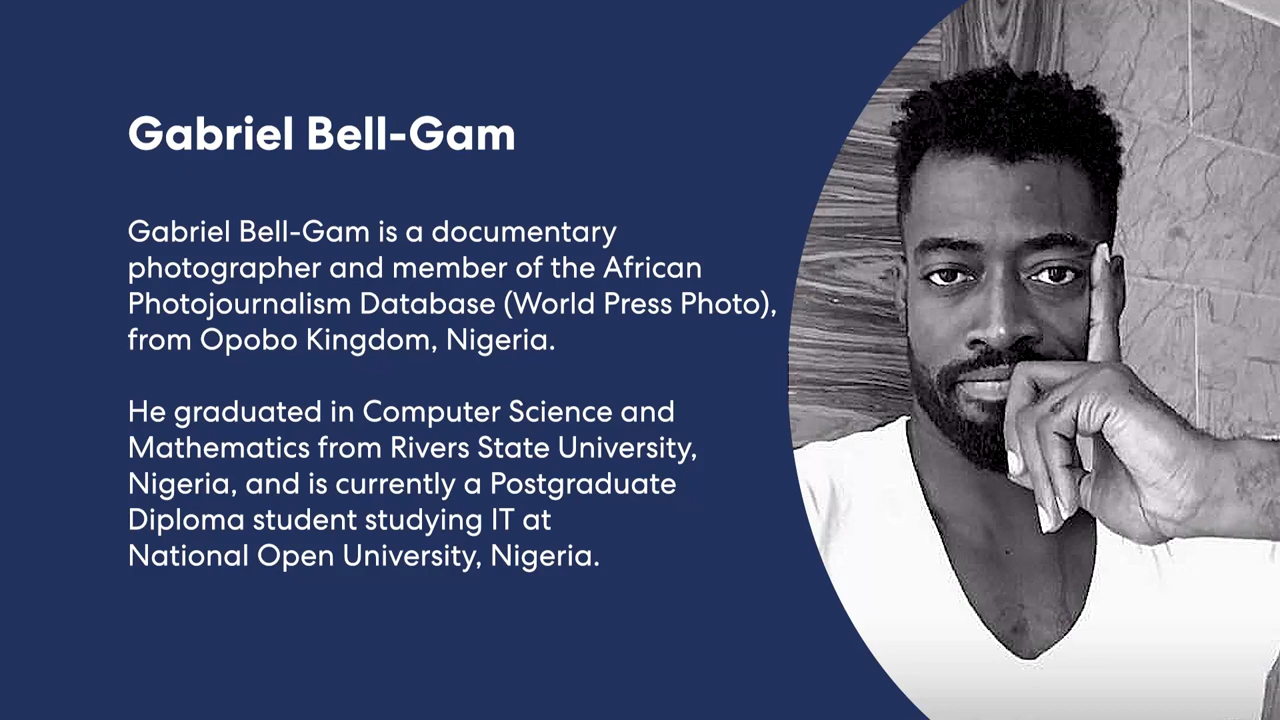 Gabriel Bell-Gam
Gabriel Bell-Gam is a documentary
photographer and member of the African
Photojournalism Database (World Press Photo),
from Opobo Kingdom, Nigeria.
He graduated in Computer Science and
Mathematics from Rivers State University,
Nigeria, and is currently a Postgraduate
Diploma student studying IT at
National Open University, Nigeria.